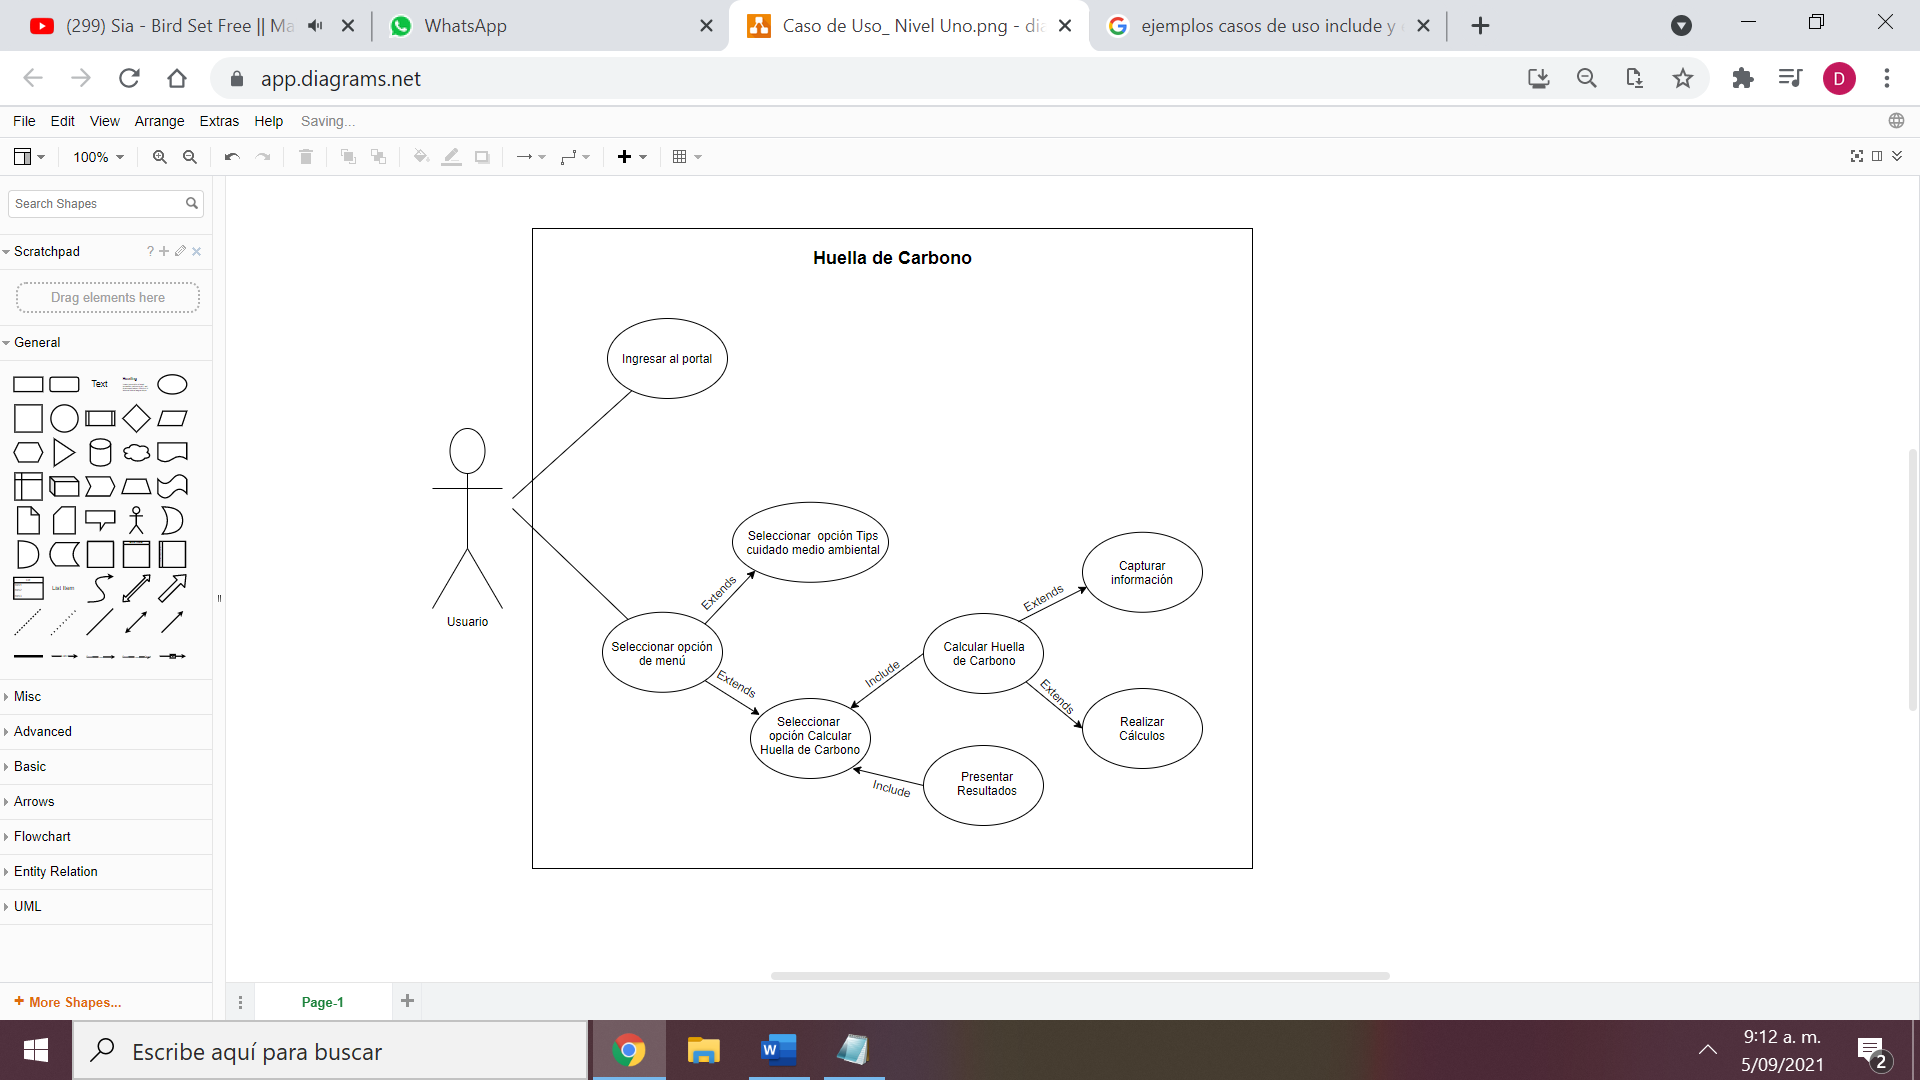 (299) Sia - Bird Set Free || Ma
WhatsApp
Caso de Uso_ Nivel Uno.png - dia
ejemplos casos de uso include y e
app.diagrams.net
D
File Edit View Arrange Extras Help Saving...
100%
Search Shapes
Scratchpad
?
Drag elements here
General
Text
Heading
List Item
Misc
Advanced
Basic
Arrows
Flowchart
Entity Relation
UML
+ More Shapes...
Huella de Carbono
Ingresar al portal
Usuario
Seleccionar opción Tips
cuidado medio ambiental
Extends
Seleccionar opción
de menú
Extends
Seleccionar
opción Calcular
Huella de Carbono
Include
Calcular Huella
de Carbono
Extends
Capturar
información
Extends
Realizar
Cálculos
Include
Presentar
Resultados
Page-1
Escribe aquí para buscar
W
9:12 a. m.
5/09/2021
2